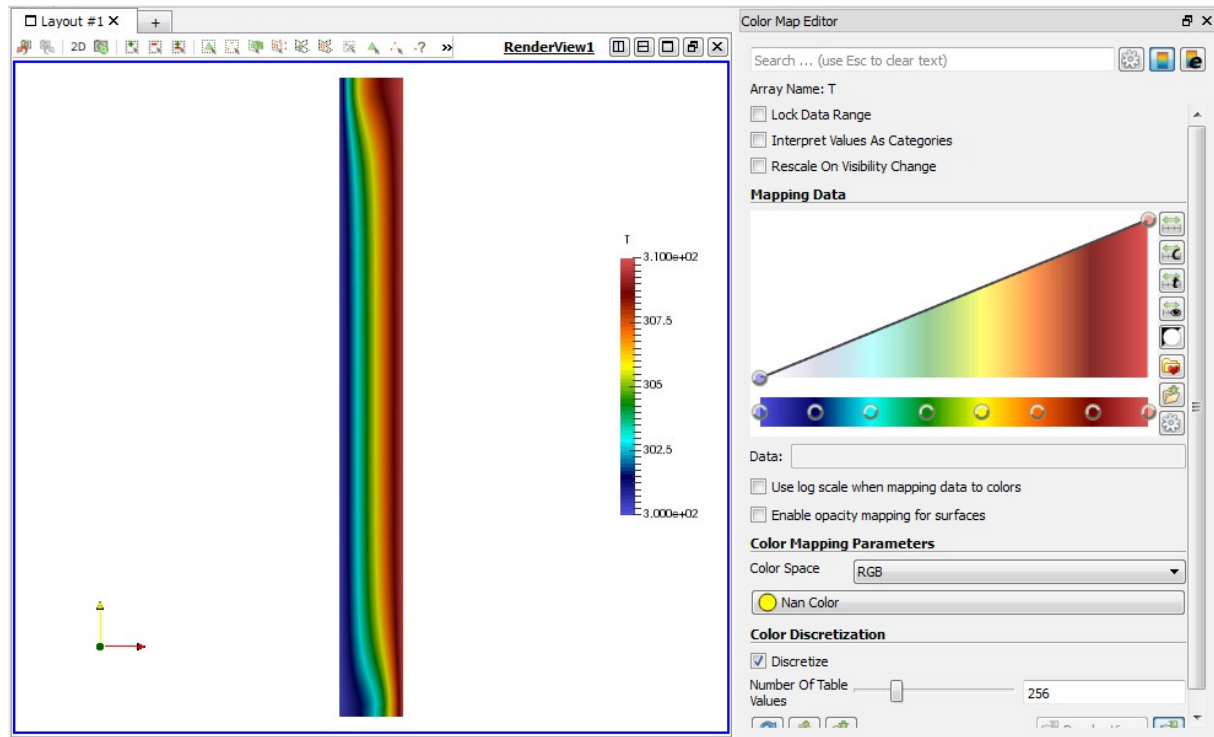 Layout #1
+
2D
?
»
RenderView1
T
3.100e+02
307.5
305
302.5
3.000e+02
Color Map Editor
Search ... (use Esc to clear text)
e
Array Name: T
Lock Data Range
Interpret Values As Categories
Rescale On Visibility Change
Mapping Data
Data:
Use log scale when mapping data to colors
Enable opacity mapping for surfaces
Color Mapping Parameters
Color Space
RGB
Nan Color
Color Discretization
Discretize
Number Of Table
Values
256